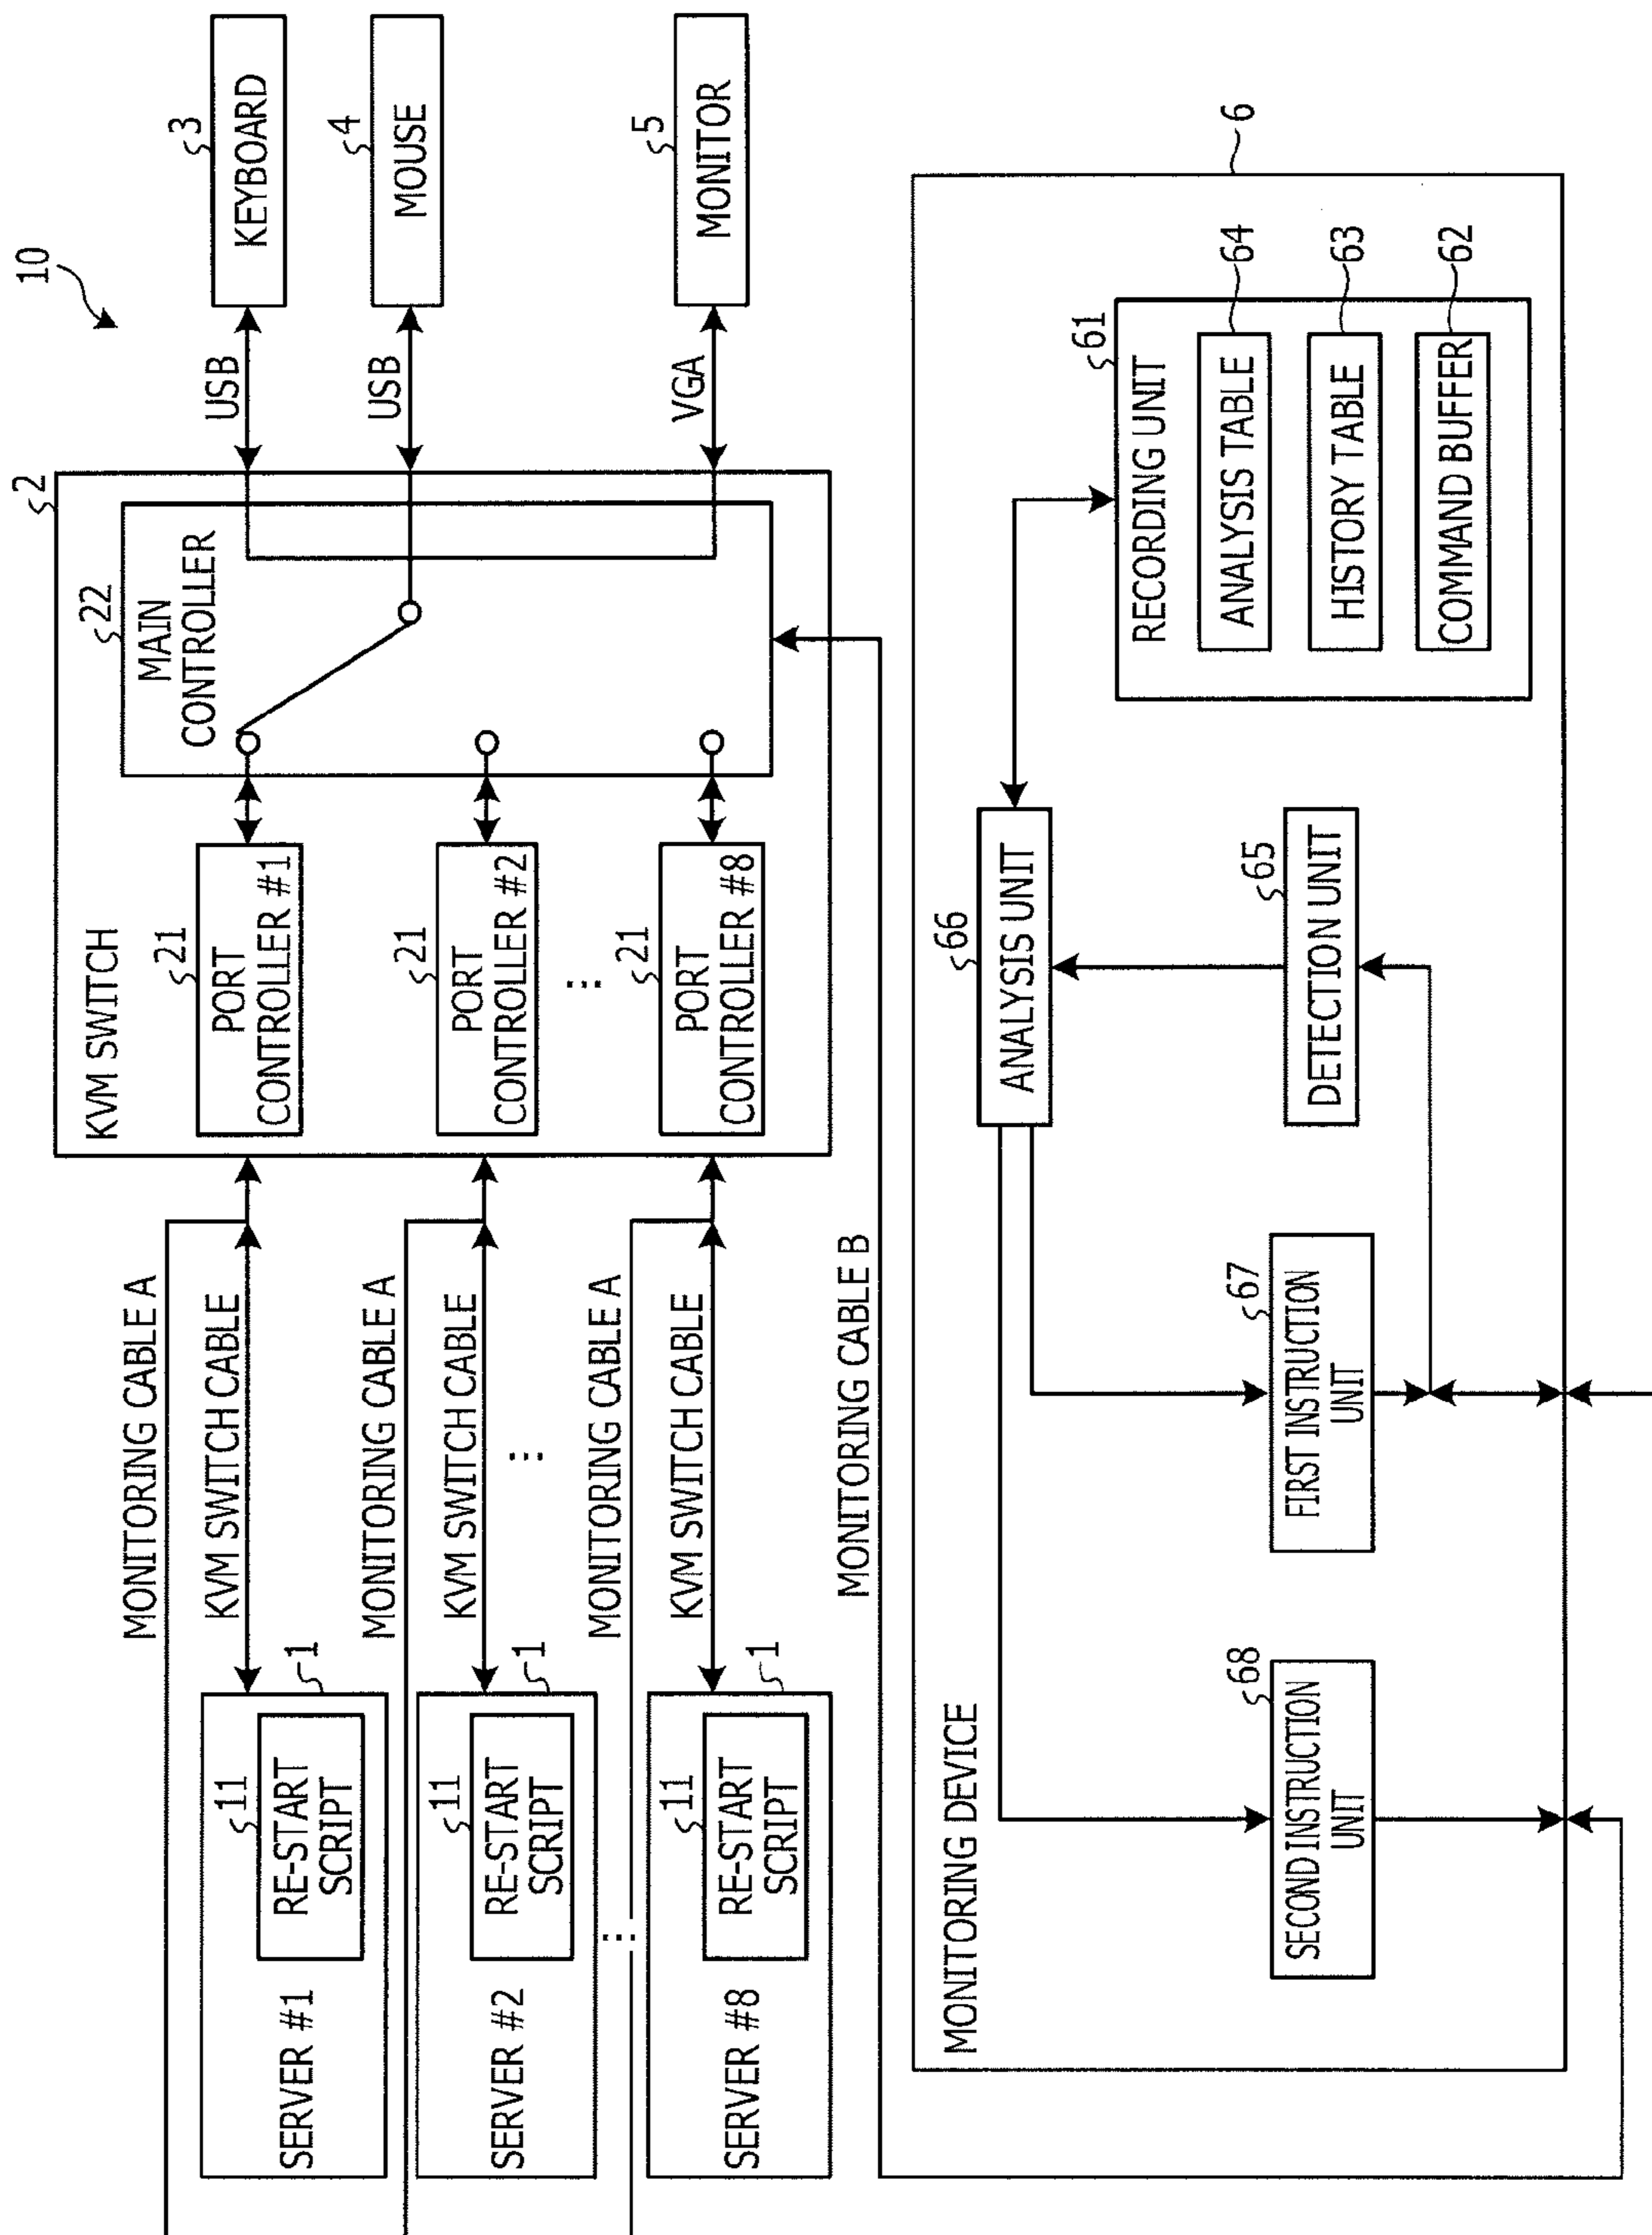 10
MONITORING CABLE A
KVM SWITCH CABLE
SERVER #1
11
RE-START
SCRIPT
1
MONITORING CABLE A
KVM SWITCH CABLE
SERVER #2
11
RE-START
SCRIPT
1
⋮
⋮
MONITORING CABLE A
KVM SWITCH CABLE
SERVER #8
11
RE-START
SCRIPT
1
KVM SWITCH
2
21
PORT
CONTROLLER #1
21
PORT
CONTROLLER #2
⋮
21
PORT
CONTROLLER #8
22
MAIN
CONTROLLER
USB
3
KEYBOARD
USB
4
MOUSE
VGA
5
MONITOR
MONITORING CABLE B
MONITORING DEVICE
6
66
ANALYSIS UNIT
61
RECORDING UNIT
ANALYSIS TABLE
64
HISTORY TABLE
63
COMMAND BUFFER
62
68
SECOND INSTRUCTION
UNIT
67
FIRST INSTRUCTION
UNIT
65
DETECTION UNIT